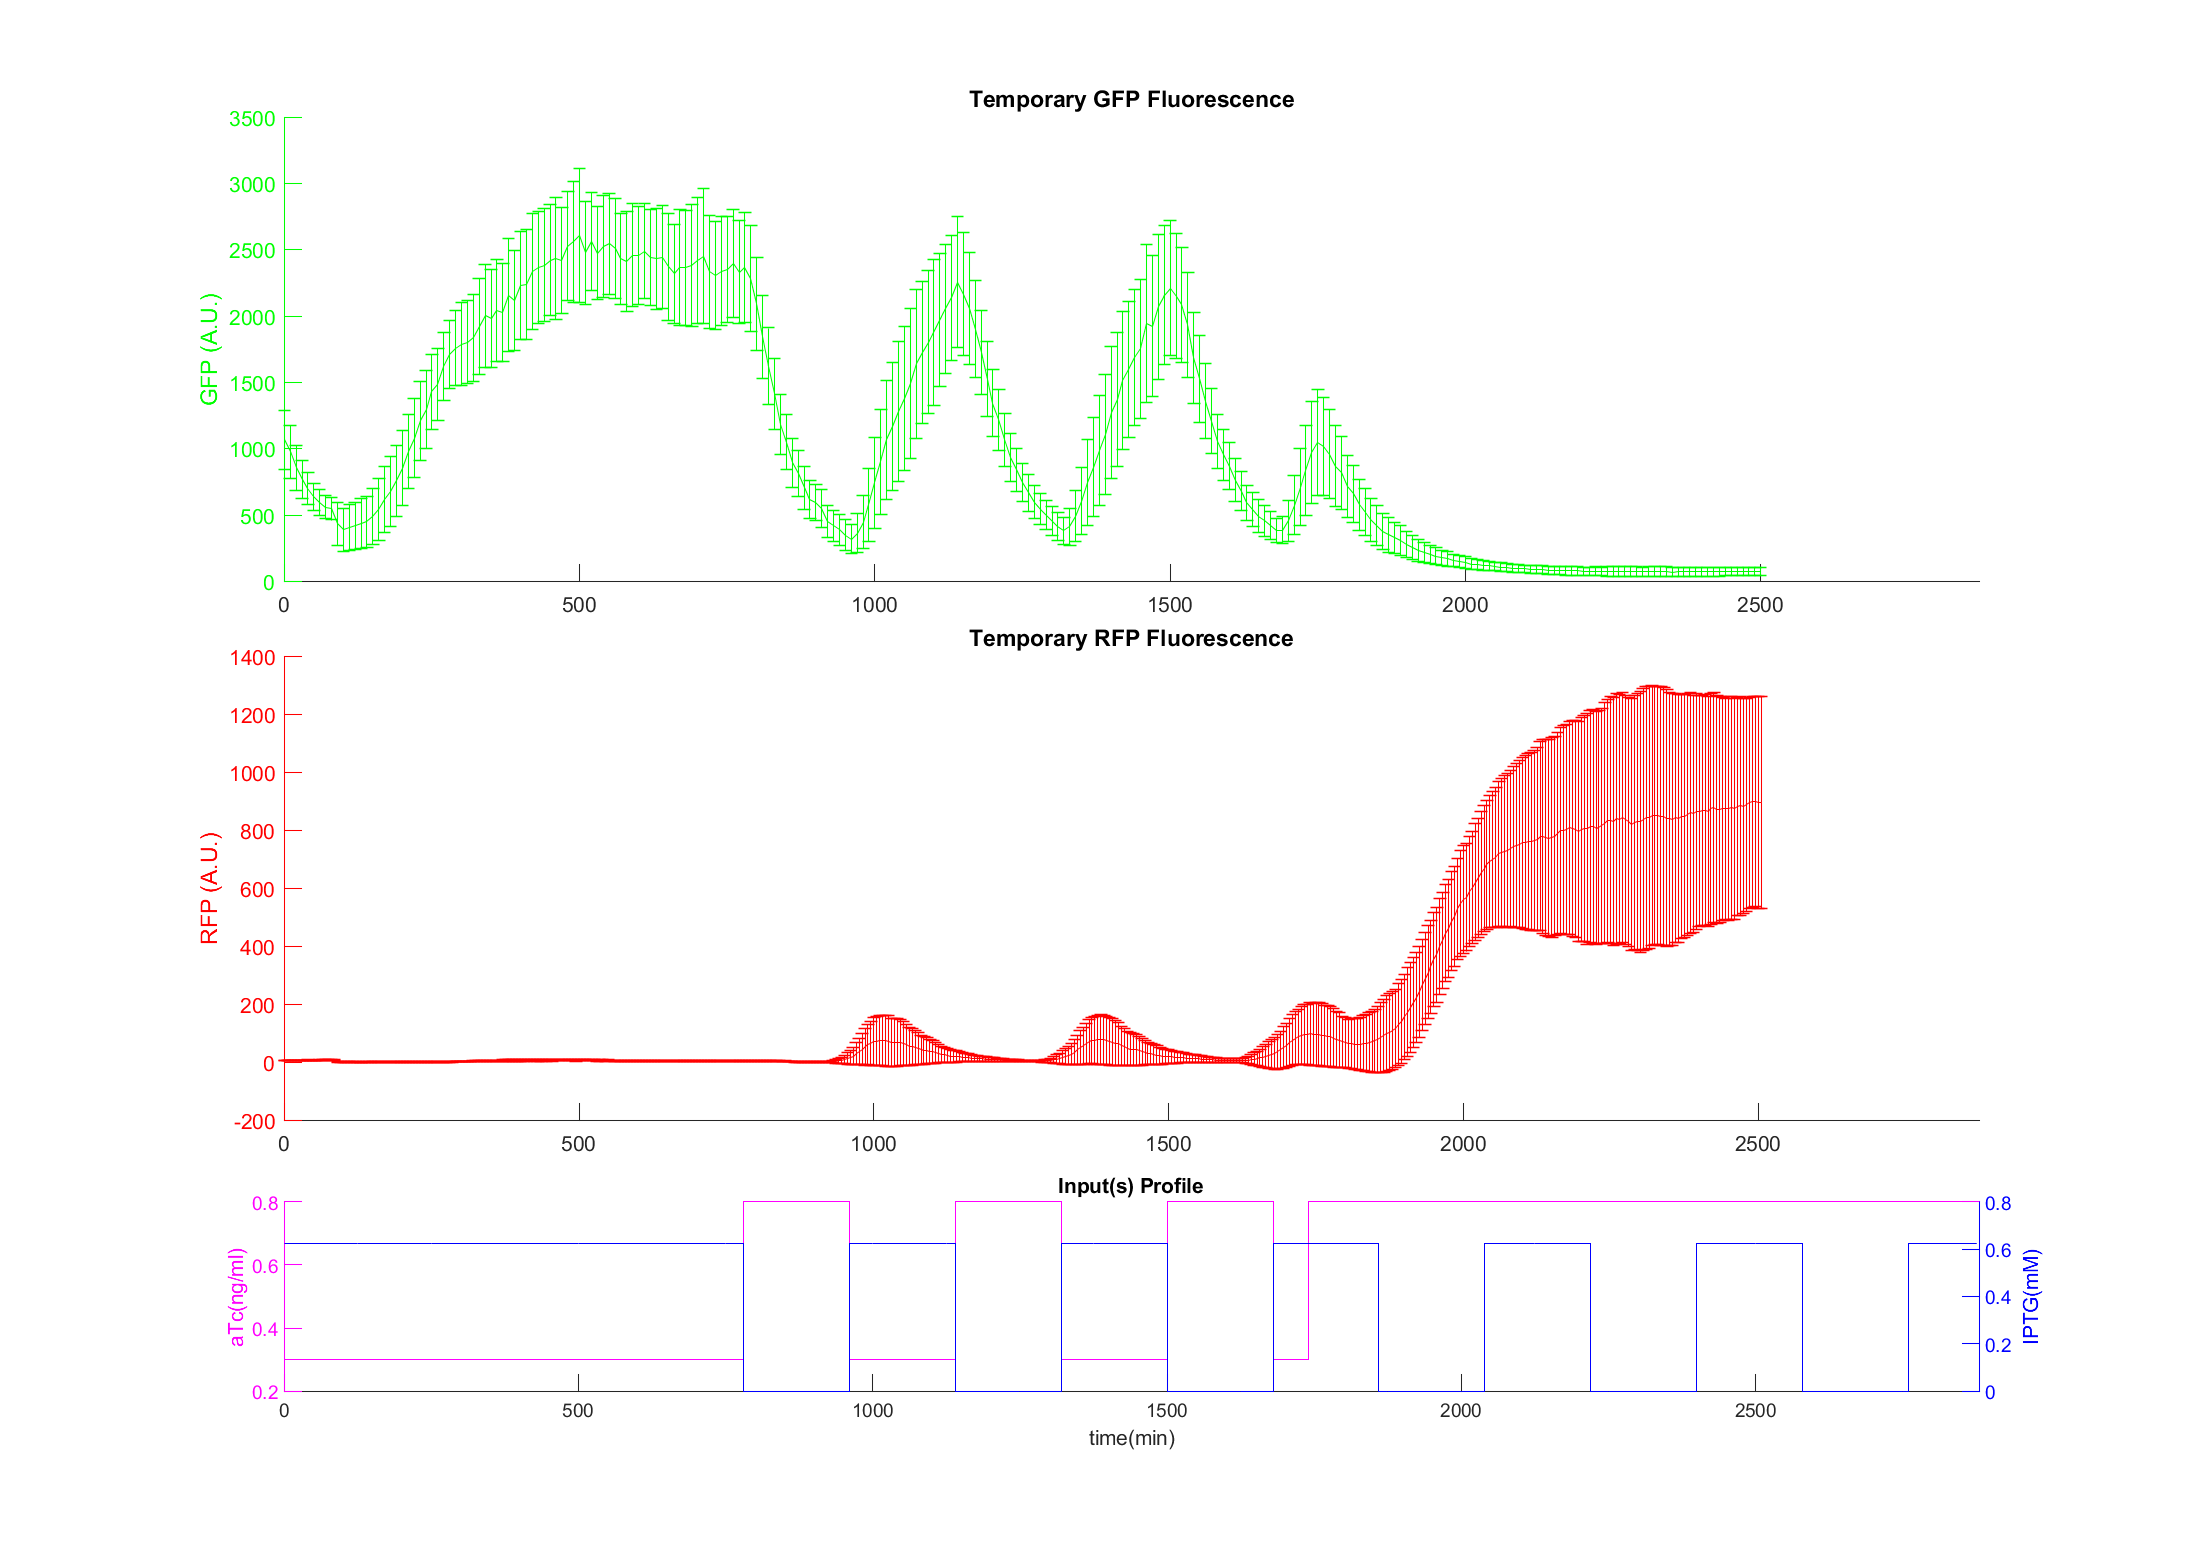 Temporary GFP Fluorescence
3500
3000
2500
2000
1500
1000
500
0
GFP (A.U.)
0 500 1000 1500 2000 2500
Temporary RFP Fluorescence
1400
1200
1000
800
600
400
200
0
-200
RFP (A.U.)
0 500 1000 1500 2000 2500
Input(s) Profile
0.8
0.6
0.4
0.2
aTc(ng/ml)
0.8
0.6
0.4
0.2
0
IPTG(mM)
0 500 1000 1500 2000 2500
time(min)